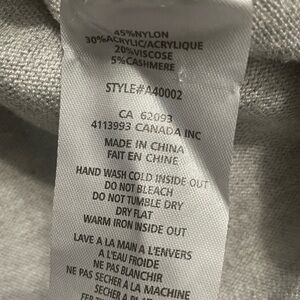 45%NYLON
30%ACRYLIC/ACRYLIQUE
20%VISCOSE
5%CASHMERE
STYLE#A40002
CA 62093
4113993 CANADA INC
MADE IN CHINA
FAIT EN CHINE
HAND WASH COLD INSIDE OUT
DO NOT BLEACH
DO NOT TUMBLE DRY
DRY FLAT
WARM IRON INSIDE OUT
LAVE A LA MAIN A L'ENVERS
A L'EAU FROIDE
NE PAS BLANCHIR
NE PAS SECHER A LA MACHINE
SECHER A PLAT